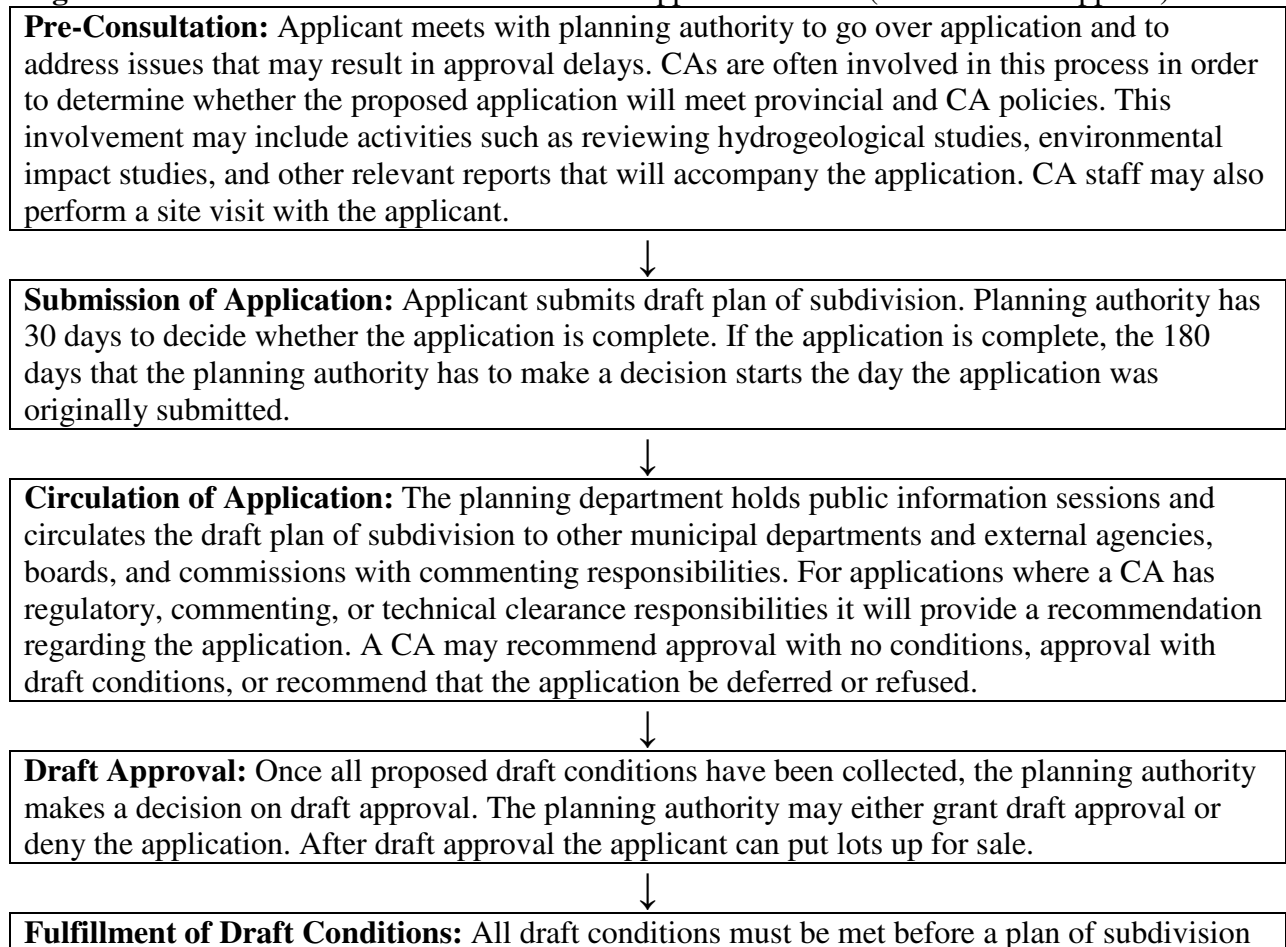 Pre-Consultation: Applicant meets with planning authority to go over application and to
address issues that may result in approval delays. CAs are often involved in this process in order
to determine whether the proposed application will meet provincial and CA policies. This
involvement may include activities such as reviewing hydrogeological studies, environmental
impact studies, and other relevant reports that will accompany the application. CA staff may also
perform a site visit with the applicant.
↓
Submission of Application: Applicant submits draft plan of subdivision. Planning authority has
30 days to decide whether the application is complete. If the application is complete, the 180
days that the planning authority has to make a decision starts the day the application was
originally submitted.
↓
Circulation of Application: The planning department holds public information sessions and
circulates the draft plan of subdivision to other municipal departments and external agencies,
boards, and commissions with commenting responsibilities. For applications where a CA has
regulatory, commenting, or technical clearance responsibilities it will provide a recommendation
regarding the application. A CA may recommend approval with no conditions, approval with
draft conditions, or recommend that the application be deferred or refused.
↓
Draft Approval: Once all proposed draft conditions have been collected, the planning authority
makes a decision on draft approval. The planning authority may either grant draft approval or
deny the application. After draft approval the applicant can put lots up for sale.
↓
Fulfillment of Draft Conditions: All draft conditions must be met before a plan of subdivision